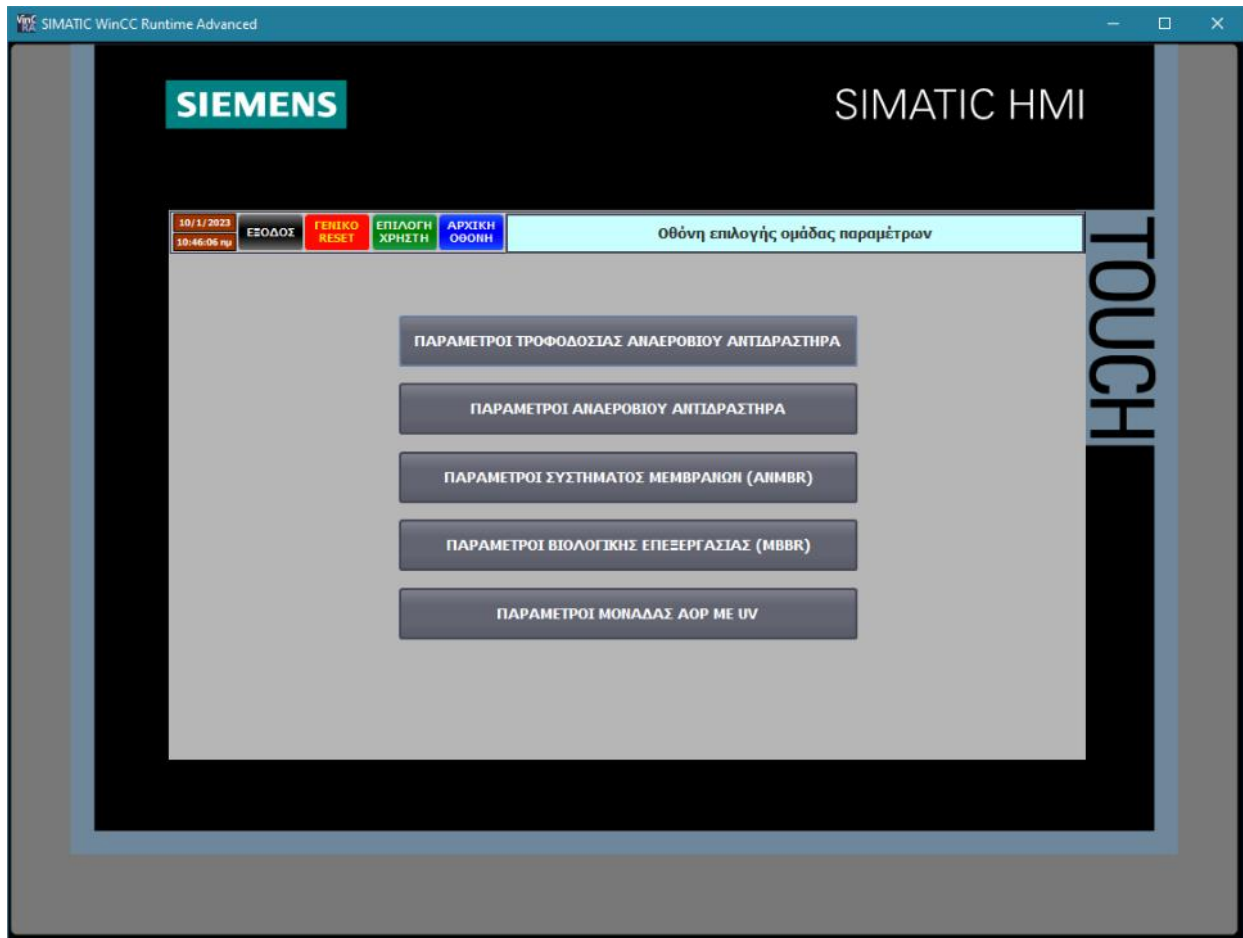 SIMATIC WinCC Runtime Advanced
SIEMENS
SIMATIC HMI
10/1/2023
10:46:06 πμ
ΕΞΟΔΟΣ
ΓΕΝΙΚΟ
RESET
ΕΠΙΛΟΓΗ
ΧΡΗΣΤΗ
ΑΡΧΙΚΗ
ΟΘΟΝΗ
Οθόνη επιλογής ομάδας παραμέτρων
TOUCH
ΠΑΡΑΜΕΤΡΟΙ ΤΡΟΦΟΔΟΣΙΑΣ ΑΝΑΕΡΟΒΙΟΥ ΑΝΤΙΔΡΑΣΤΗΡΑ
ΠΑΡΑΜΕΤΡΟΙ ΑΝΑΕΡΟΒΙΟΥ ΑΝΤΙΔΡΑΣΤΗΡΑ
ΠΑΡΑΜΕΤΡΟΙ ΣΥΣΤΗΜΑΤΟΣ ΜΕΜΒΡΑΝΩΝ (ANMBR)
ΠΑΡΑΜΕΤΡΟΙ ΒΙΟΛΟΓΙΚΗΣ ΕΠΕΞΕΡΓΑΣΙΑΣ (MBBR)
ΠΑΡΑΜΕΤΡΟΙ ΜΟΝΑΔΑΣ AOP ΜΕ UV